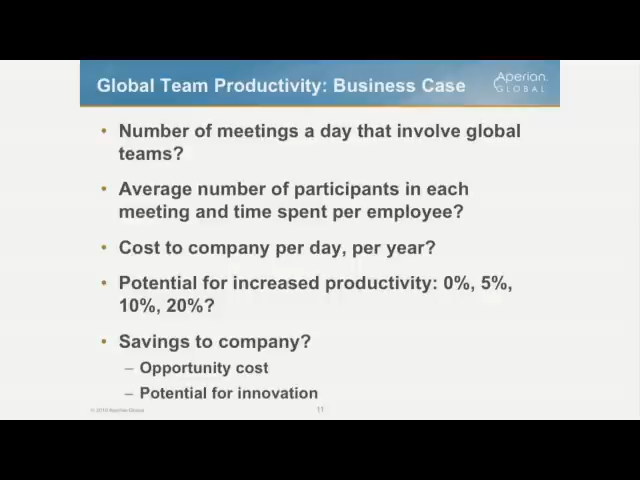 Global Team Productivity: Business Case
Aperian
GLOBAL
• Number of meetings a day that involve global
teams?
• Average number of participants in each
meeting and time spent per employee?
• Cost to company per day, per year?
• Potential for increased productivity: 0%, 5%,
10%, 20%?
• Savings to company?
– Opportunity cost
– Potential for innovation
Aperian Global
11